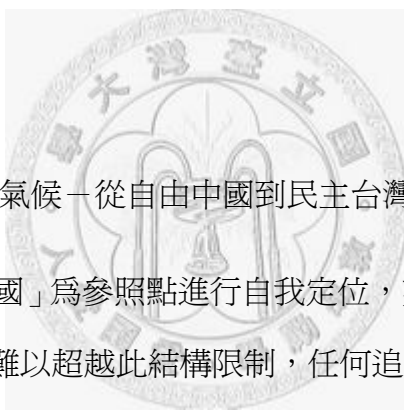 氣候－從自由中國到民主台灣
國」為參照點進行自我定位，
難以超越此結構限制，任何追